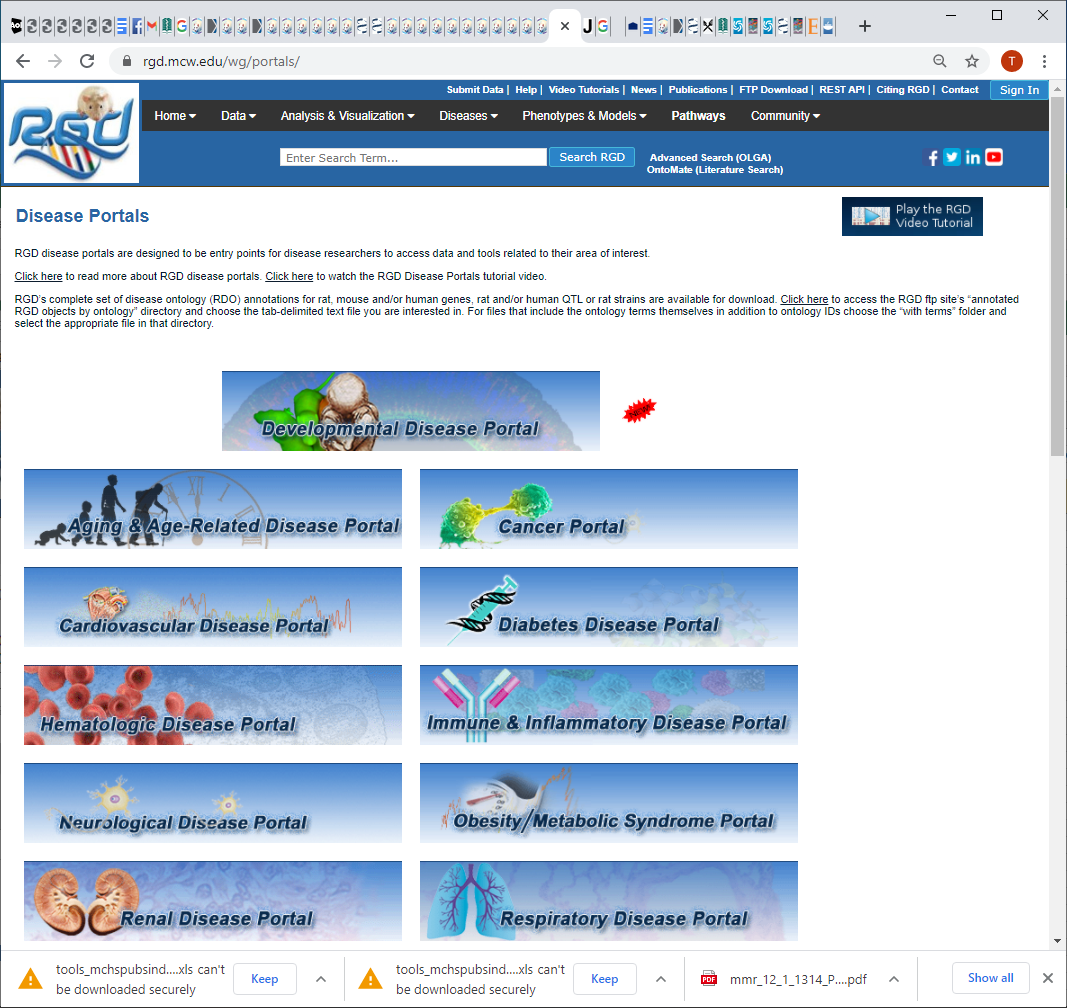 rgd.mcw.edu/wg/portals/
T
Submit Data | Help | Video Tutorials | News | Publications | FTP Download | REST API | Citing RGD | Contact Sign In
RGD
Home Data Analysis & Visualization Diseases Phenotypes & Models Pathways Community
Enter Search Term... Search RGD Advanced Search (OLGA)
OntoMate (Literature Search)
Disease Portals
Play the RGD
Video Tutorial
RGD disease portals are designed to be entry points for disease researchers to access data and tools related to their area of interest.
Click here to read more about RGD disease portals. Click here to watch the RGD Disease Portals tutorial video.
RGD's complete set of disease ontology (RDO) annotations for rat, mouse and/or human genes, rat and/or human QTL or rat strains are available for download. Click here to access the RGD ftp site's “annotated
RGD objects by ontology” directory and choose the tab-delimited text file you are interested in. For files that include the ontology terms themselves in addition to ontology IDs choose the “with terms” folder and
select the appropriate file in that directory.
Developmental Disease Portal
Aging & Age-Related Disease Portal
Cancer Portal
Cardiovascular Disease Portal
Diabetes Disease Portal
Hematologic Disease Portal
Immune & Inflammatory Disease Portal
Neurological Disease Portal
Obesity/Metabolic Syndrome Portal
Renal Disease Portal
Respiratory Disease Portal
tools_mchspubsind....xls can't
be downloaded securely
Keep
tools_mchspubsind....xls can't
be downloaded securely
Keep
mmr_12_1_1314_P....pdf
Show all